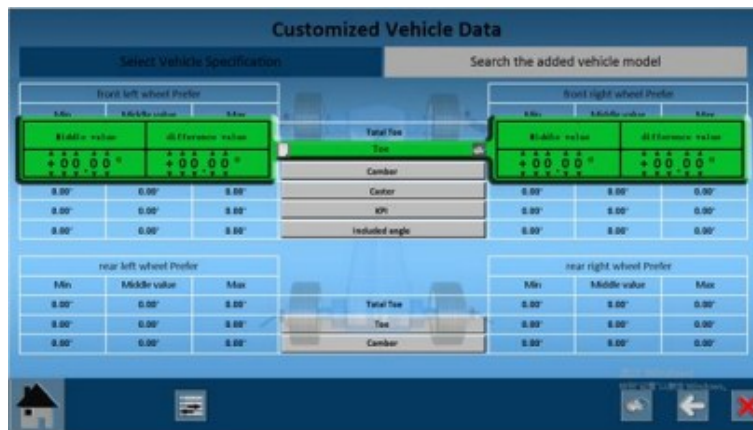 Customized Vehicle Data
Select Vehicle Specification Search the added vehicle model
front left wheel Prefer front right wheel Prefer
Min Middle value Max Min Middle value Max
Total Toe
Middle value difference value Middle value difference value
Toe
+00.00° +00.00° +00.00° +00.00°
Camber
0.00° 0.00° 0.00° Caster 0.00° 0.00° 0.00°
0.00° 0.00° 0.00° KPI 0.00° 0.00° 0.00°
0.00° 0.00° 0.00° Included angle 0.00° 0.00° 0.00°
rear left wheel Prefer rear right wheel Prefer
Min Middle value Max Min Middle value Max
0.00° 0.00° 0.00° Total Toe 0.00° 0.00° 0.00°
0.00° 0.00° 0.00° Toe 0.00° 0.00° 0.00°
0.00° 0.00° 0.00° Camber 0.00° 0.00° 0.00°